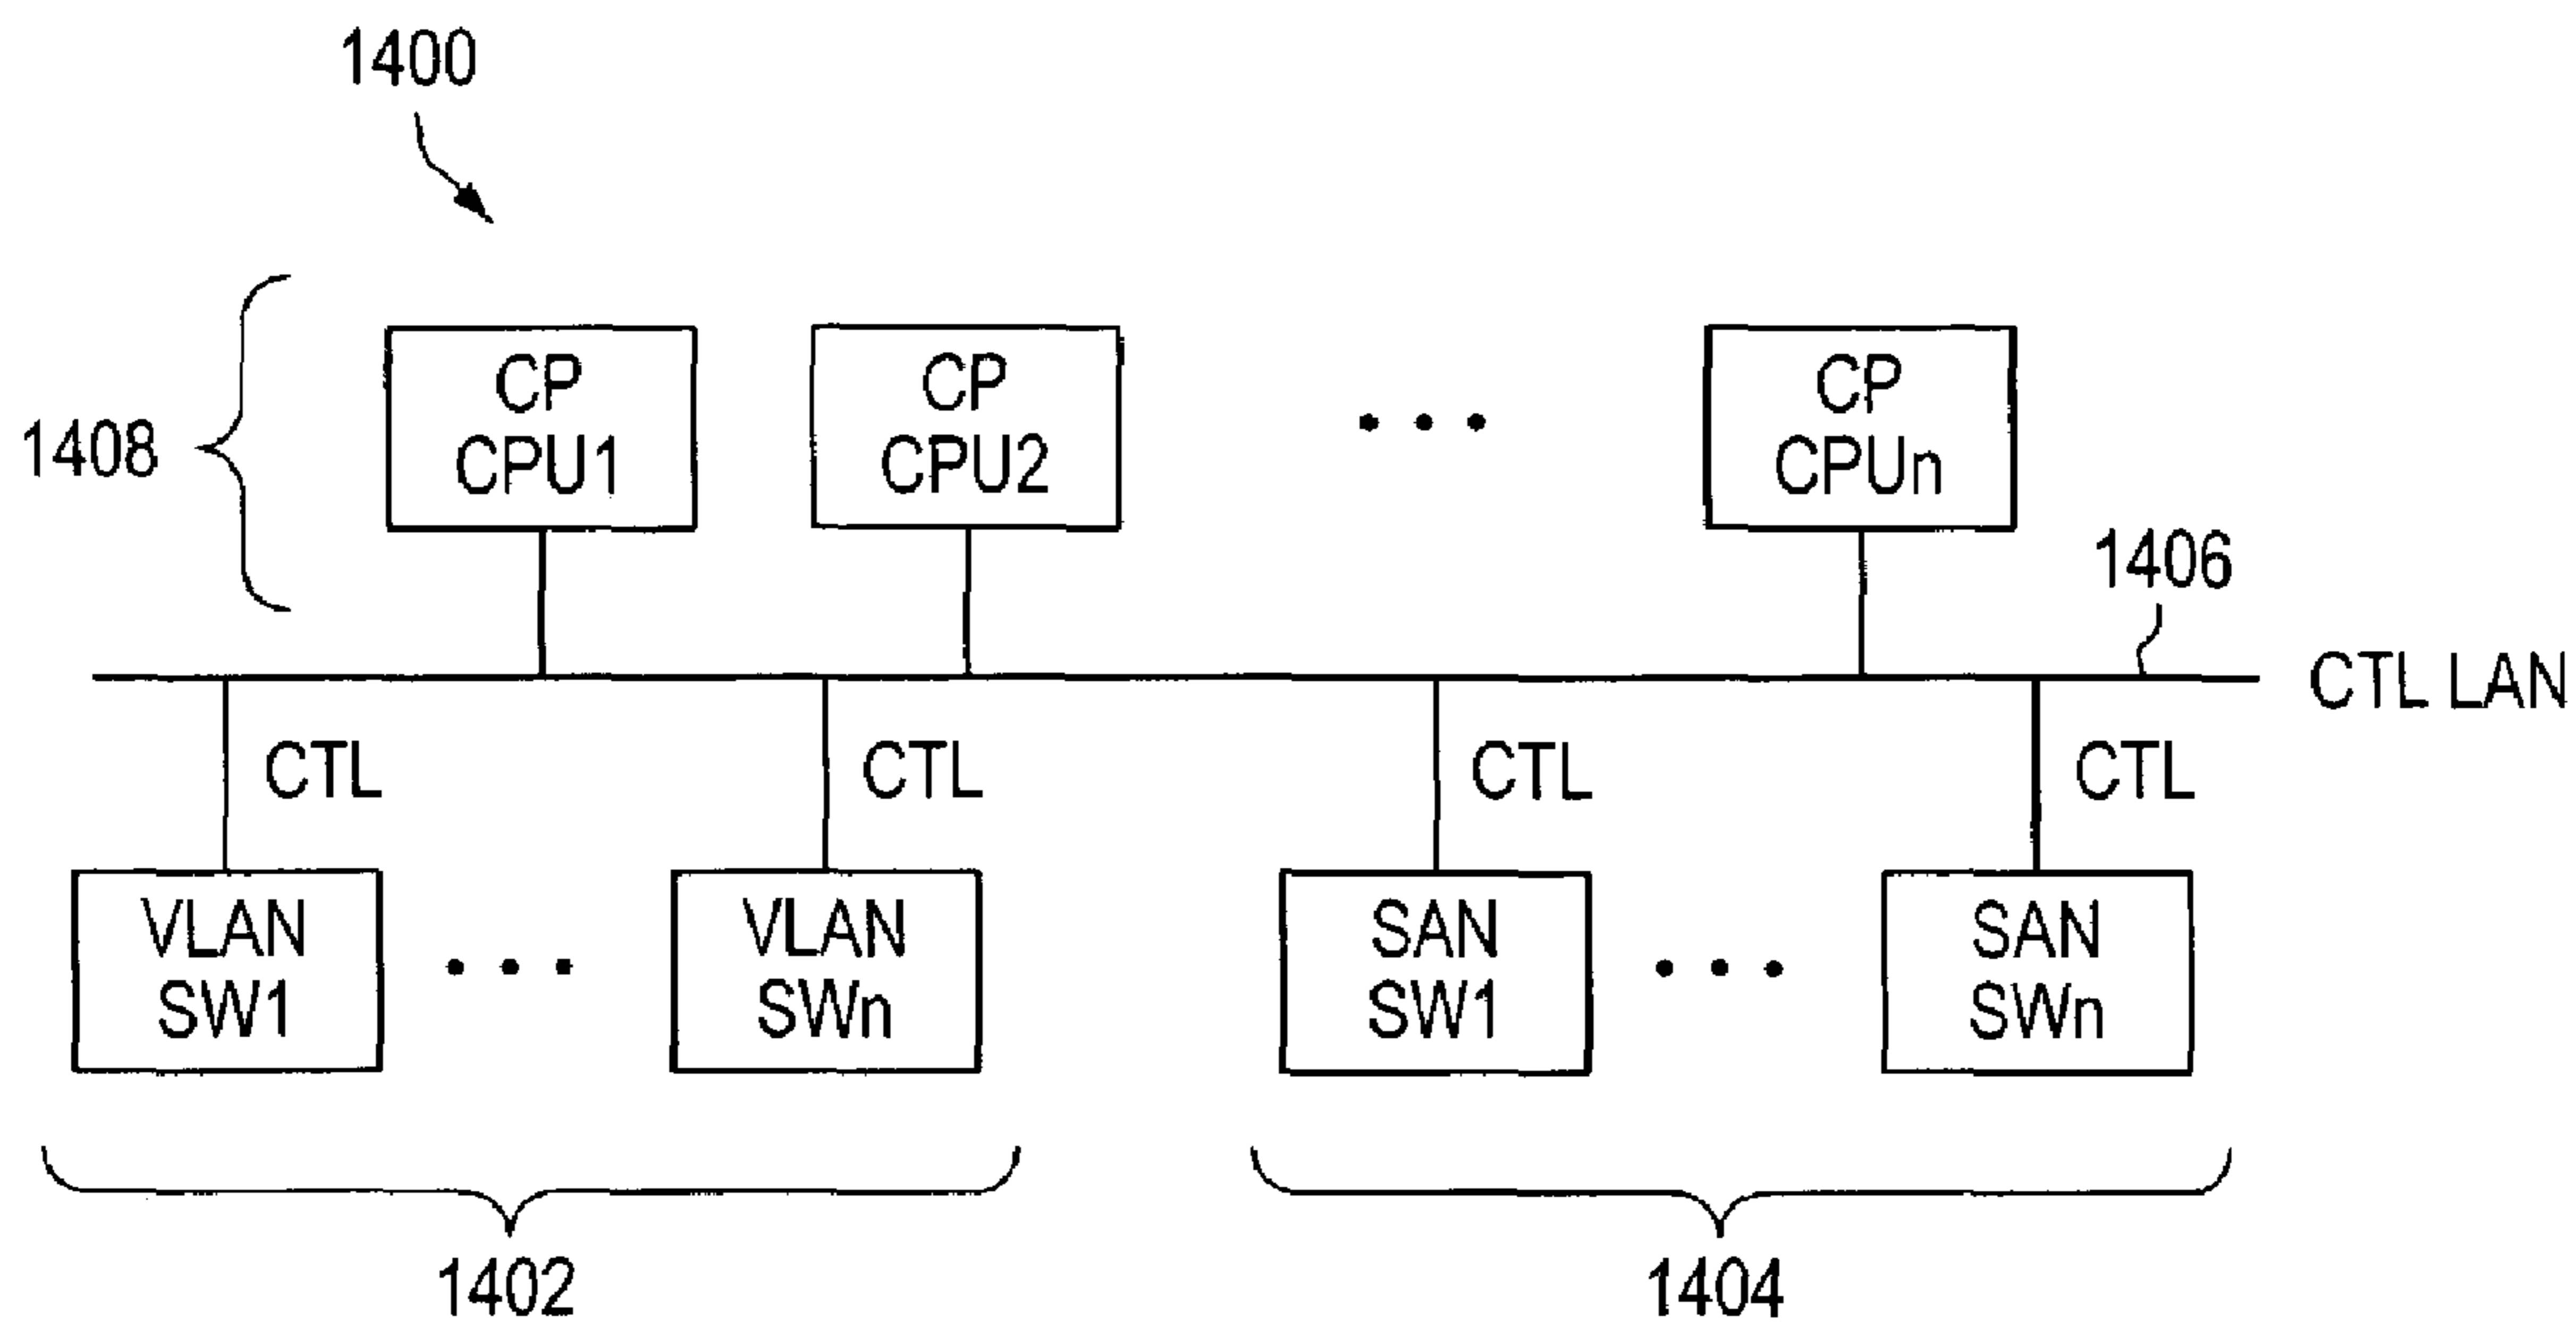 1400
1408
CP
CPU1
CP
CPU2
CP
CPUn
1406
CTL LAN
CTL
CTL
CTL
CTL
VLAN
SW1
VLAN
SWn
SAN
SW1
SAN
SWn
1402
1404